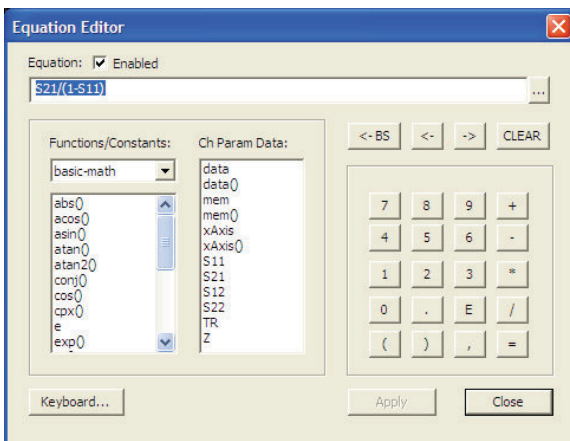 Equation Editor
Equation: Enabled
S21/(1-S11)
...
Functions/Constants:
basic-math
abs()
acos()
asin()
atan()
atan2()
conj()
cos()
cpx()
e
exp()
Ch Param Data:
data
data()
mem
mem()
xAxis
xAxis()
S11
S21
S12
S22
TR
Z
<-BS <- -> CLEAR
7 8 9 +
4 5 6 -
1 2 3 *
0 . E /
( ) , =
Keyboard...
Apply Close